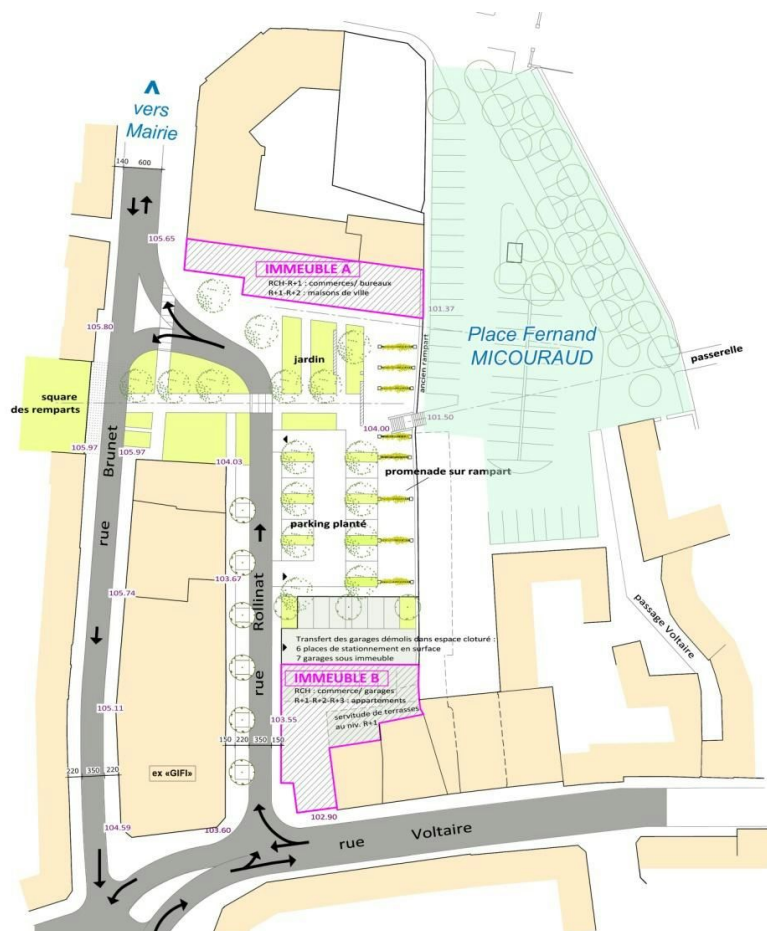 ∧
vers
Mairie
140 600
105.65
IMMEUBLE A
RCH-R+1 : commerces/ bureaux
R+1-R+2 : maisons de ville
101.37
105.80
ancien rampart
Place Fernand
MICOURAUD
jardin
passerelle
square
des remparts
101.50
104.00
105.97
105.97
104.03
promenade sur rampart
rue Brunet
parking planté
103.67
105.74
rue Rollinat
passage Voltaire
Transfert des garages démolis dans espace cloturé :
6 places de stationnement en surface
7 garages sous immeuble
IMMEUBLE B
RCH : commerce/ garages
R+1-R+2-R+3 : appartements
servitude de terrasses
au niv. R+1
105.11
103.55
150 220 350 150
220 350 220
ex «GIFI»
102.90
104.59
103.60
rue Voltaire